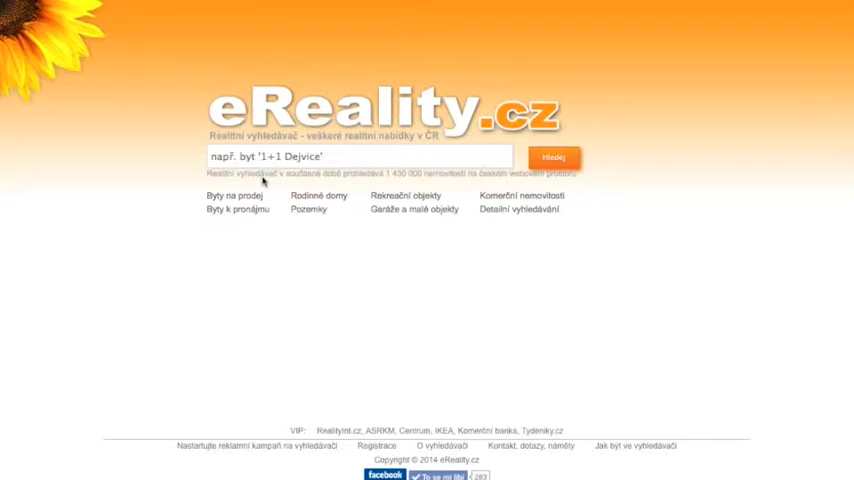 eReality.cz
Realitní vyhledávač - veškeré realitní nabídky v ČR
např. byt '1+1 Dejvice'
Hledej
Realitní vyhledávač v současné době prohledává 1 430 000 nemovitostí na českém webovém prostoru
Byty na prodej Rodinné domy Rekreační objekty Komerční nemovitosti
Byty k pronájmu Pozemky Garáže a malé objekty Detailní vyhledávání
VIP: RealityInt.cz, ASRKM, Centrum, IKEA, Komerční banka, Tydeniky.cz
Nastartujte reklamní kampaň na vyhledávači Registrace O vyhledávači Kontakt, dotazy, náměty Jak být ve vyhledávači
Copyright © 2014 eReality.cz
facebook To se mi líbí 283